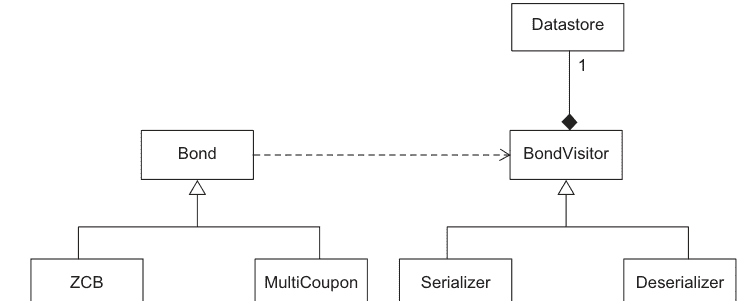 Datastore
1
Bond
BondVisitor
ZCB
MultiCoupon
Serializer
Deserializer